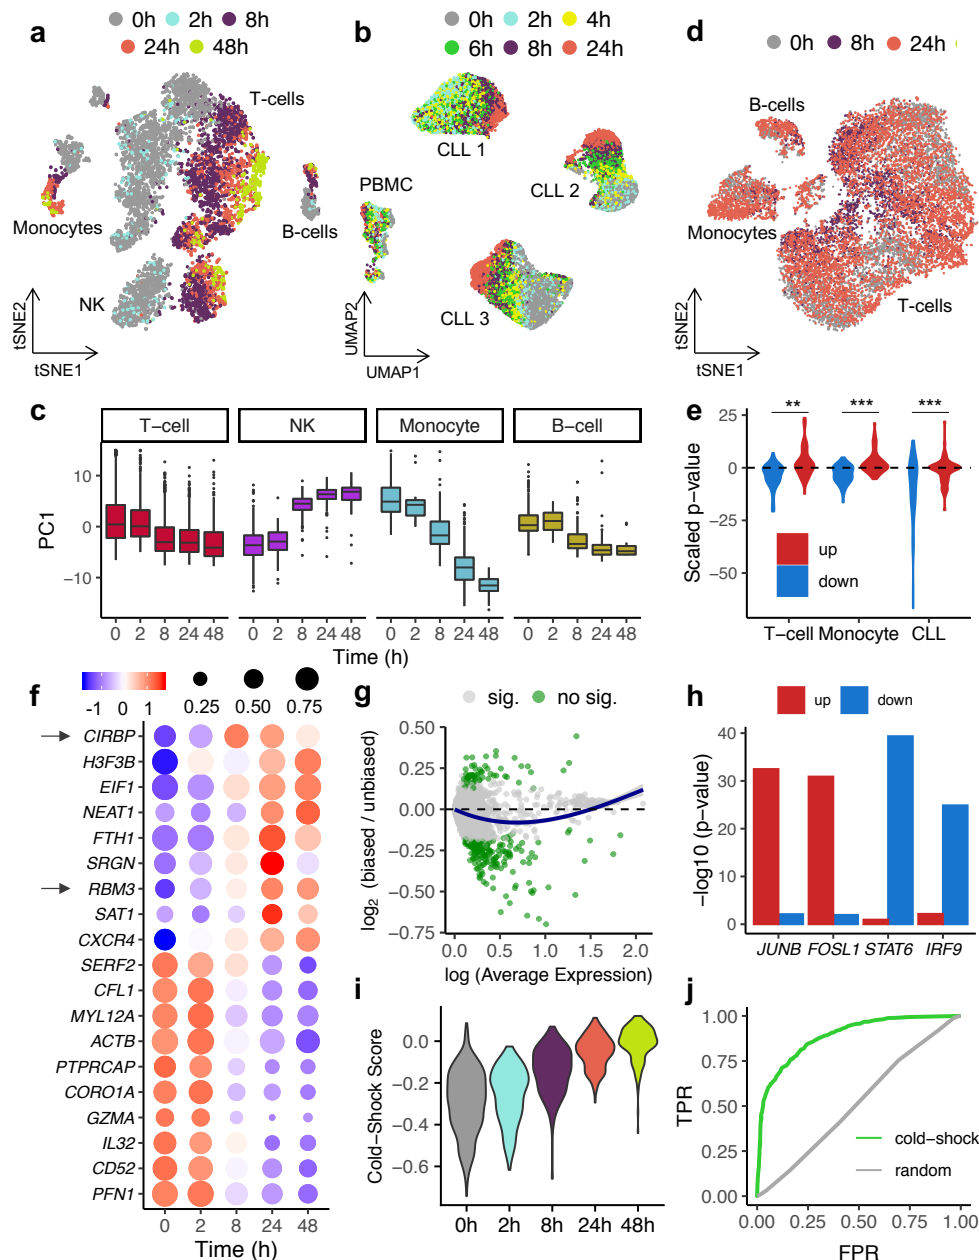 a
0h 2h 8h
24h 48h
T-cells
Monocytes
B-cells
NK
tSNE2
tSNE1
b
0h 2h 4h
6h 8h 24h
CLL 1
CLL 2
PBMC
CLL 3
UMAP2
UMAP1
d
0h 8h 24h
B-cells
Monocytes
T-cells
tSNE2
tSNE1
c
T−cell NK Monocyte B−cell
PC1
10
0
−10
0 2 8 24 48 0 2 8 24 48 0 2 8 24 48 0 2 8 24 48
Time (h)
e
** *** ***
Scaled p−value
25
0
−25
−50
up
down
T−cell Monocyte CLL
f
-1 0 1
0.25 0.50 0.75
CIRBP
H3F3B
EIF1
NEAT1
FTH1
SRGN
RBM3
SAT1
CXCR4
SERF2
CFL1
MYL12A
ACTB
PTPRCAP
CORO1A
GZMA
IL32
CD52
PFN1
0 2 8 24 48
Time (h)
g
sig. no sig.
log2 (biased / unbiased)
0.50
0.25
0.00
−0.25
−0.50
−0.75
0.0 0.5 1.0 1.5 2.0
log (Average Expression)
h
up down
−log10 (p−value)
40
30
20
10
0
JUNB FOSL1 STAT6 IRF9
i
Cold−Shock Score
0.0
−0.2
−0.4
−0.6
0h 2h 8h 24h 48h
j
TPR
1.00
0.75
0.50
0.25
0.00
cold−shock
random
0.00 0.25 0.50 0.75 1.00
FPR